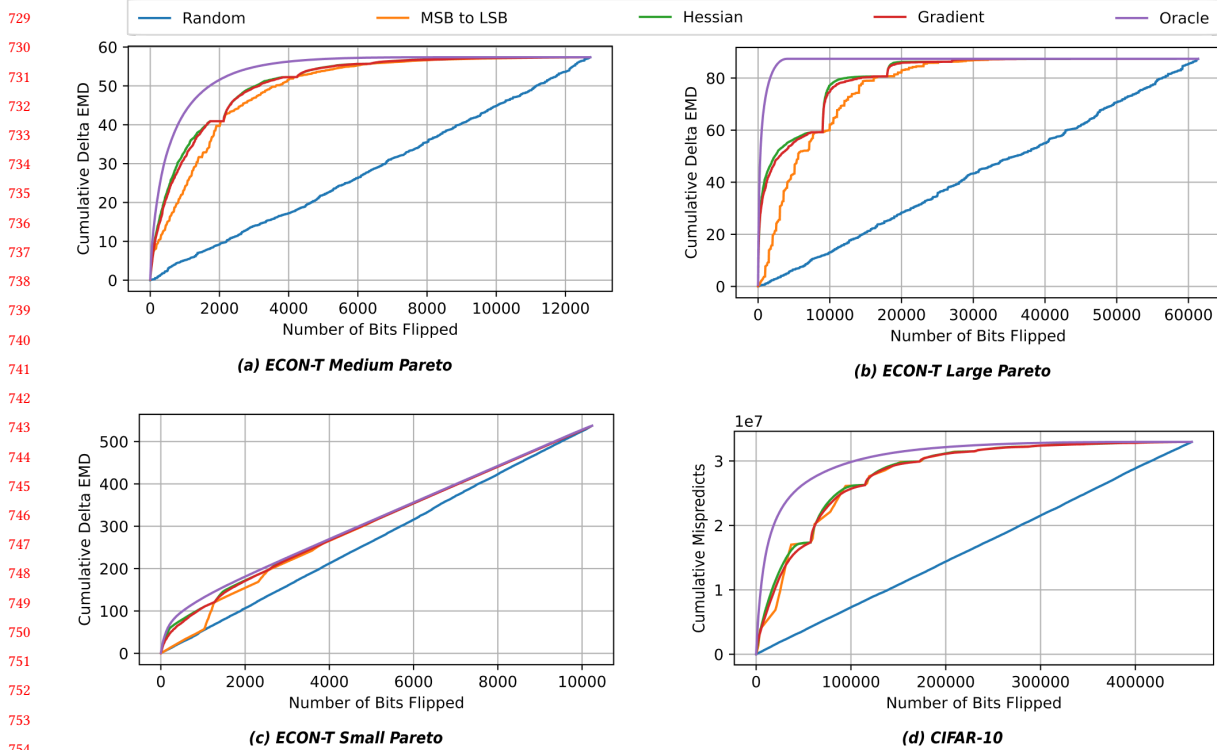 729
730
731
732
733
734
735
736
737
738
739
740
741
742
743
744
745
746
747
748
749
750
751
752
753
754
Random MSB to LSB Hessian Gradient Oracle
Cumulative Delta EMD
60
50
40
30
20
10
0
0 2000 4000 6000 8000 10000 12000
Number of Bits Flipped
(a) ECON-T Medium Pareto
Cumulative Delta EMD
80
60
40
20
0
0 10000 20000 30000 40000 50000 60000
Number of Bits Flipped
(b) ECON-T Large Pareto
Cumulative Delta EMD
500
400
300
200
100
0
0 2000 4000 6000 8000 10000
Number of Bits Flipped
(c) ECON-T Small Pareto
1e7
Cumulative Mispredicts
3
2
1
0
0 100000 200000 300000 400000
Number of Bits Flipped
(d) CIFAR-10